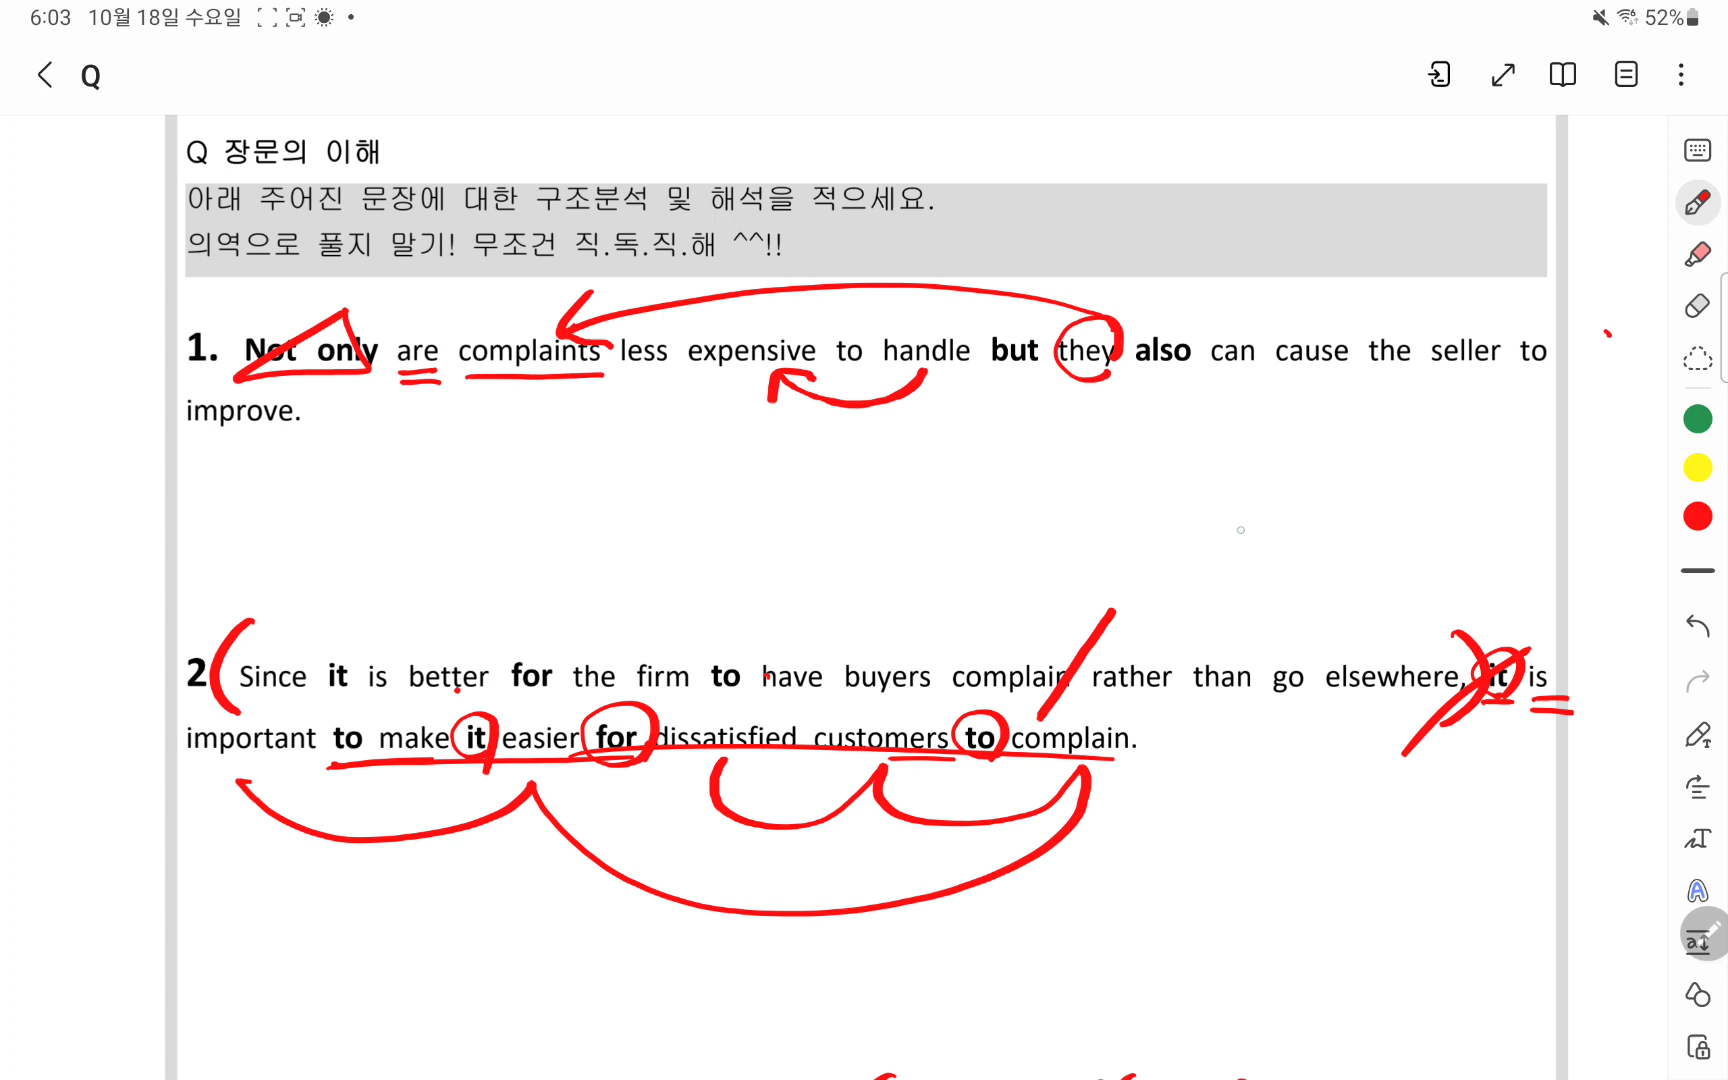 6:03 10월 18일 수요일
52%
Q
Q 장문의 이해
아래 주어진 문장에 대한 구조분석 및 해석을 적으세요.
의역으로 풀지 말기! 무조건 직.독.직.해 ^^!!
1. Not only are complaints less expensive to handle but they also can cause the seller to
improve.
2 Since it is better for the firm to have buyers complain rather than go elsewhere, it is
important to make it easier for dissatisfied customers to complain.